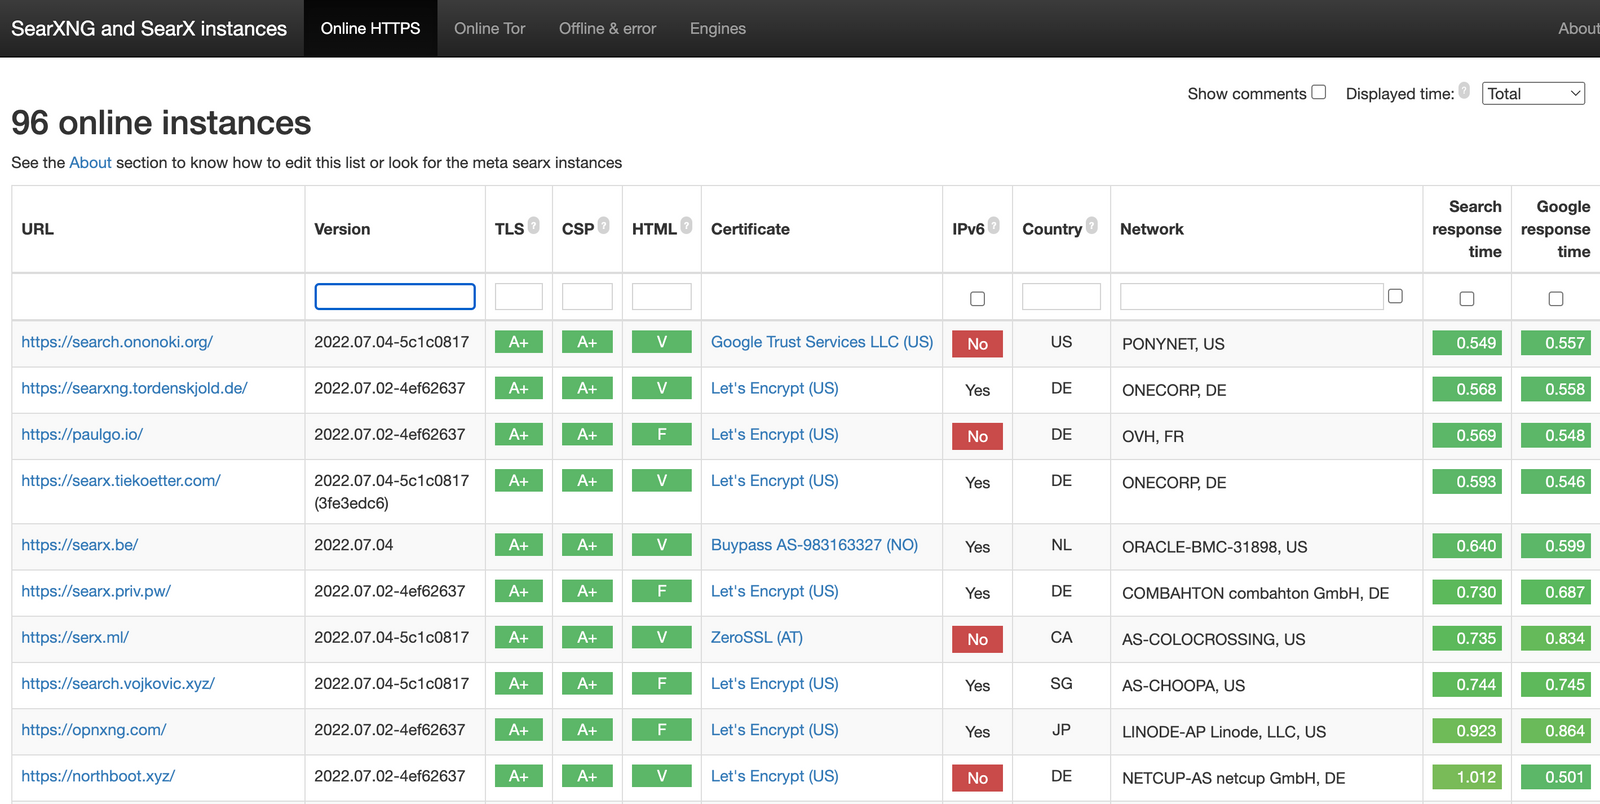 SearXNG and SearX instances Online HTTPS Online Tor Offline & error Engines About
Show comments Displayed time: ? Total
96 online instances
See the About section to know how to edit this list or look for the meta searx instances
URL Version TLS ? CSP ? HTML ? Certificate IPv6 ? Country ? Network Search response time Google response time
https://search.ononoki.org/ 2022.07.04-5c1c0817 A+ A+ V Google Trust Services LLC (US) No US PONYNET, US 0.549 0.557
https://searxng.tordenskjold.de/ 2022.07.02-4ef62637 A+ A+ V Let's Encrypt (US) Yes DE ONECORP, DE 0.568 0.558
https://paulgo.io/ 2022.07.02-4ef62637 A+ A+ F Let's Encrypt (US) No DE OVH, FR 0.569 0.548
https://searx.tiekoetter.com/ 2022.07.04-5c1c0817 A+ A+ V Let's Encrypt (US) Yes DE ONECORP, DE 0.593 0.546
(3fe3edc6)
https://searx.be/ 2022.07.04 A+ A+ V Buypass AS-983163327 (NO) Yes NL ORACLE-BMC-31898, US 0.640 0.599
https://searx.priv.pw/ 2022.07.02-4ef62637 A+ A+ F Let's Encrypt (US) Yes DE COMBAHTON combahton GmbH, DE 0.730 0.687
https://serx.ml/ 2022.07.04-5c1c0817 A+ A+ V ZeroSSL (AT) No CA AS-COLOCROSSING, US 0.735 0.834
https://search.vojkovic.xyz/ 2022.07.04-5c1c0817 A+ A+ F Let's Encrypt (US) Yes SG AS-CHOOPA, US 0.744 0.745
https://opnxng.com/ 2022.07.02-4ef62637 A+ A+ F Let's Encrypt (US) Yes JP LINODE-AP Linode, LLC, US 0.923 0.864
https://northboot.xyz/ 2022.07.02-4ef62637 A+ A+ V Let's Encrypt (US) No DE NETCUP-AS netcup GmbH, DE 1.012 0.501